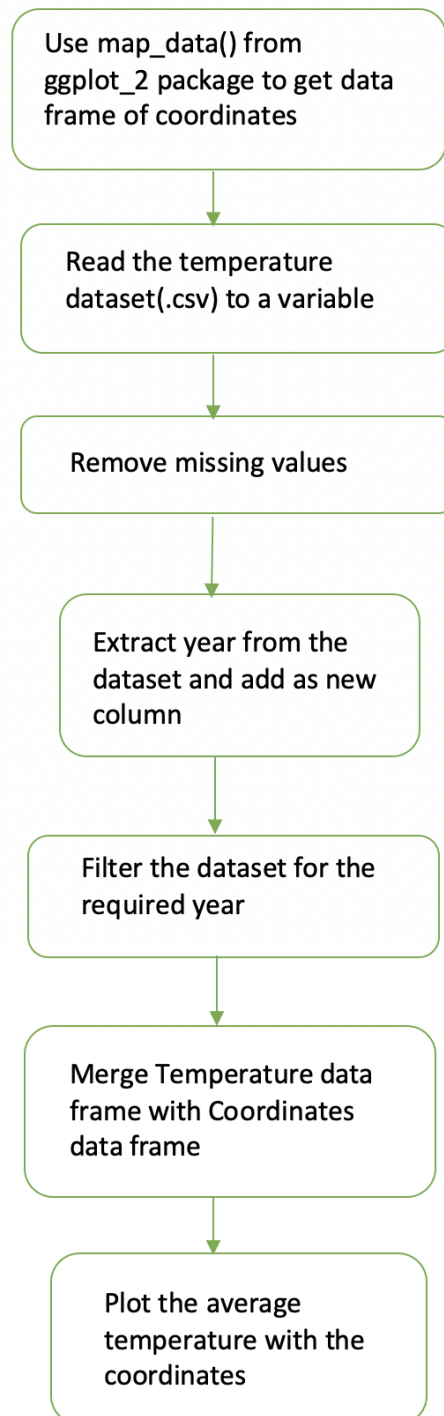 Use map_data() from
ggplot_2 package to get data
frame of coordinates
Read the temperature
dataset(.csv) to a variable
Remove missing values
Extract year from the
dataset and add as new
column
Filter the dataset for the
required year
Merge Temperature data
frame with Coordinates
data frame
Plot the average
temperature with the
coordinates